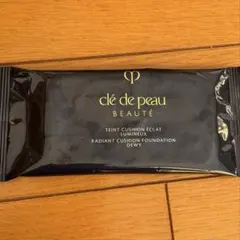 clé de peau
BEAUTÉ
TEINT CUSHION ÉCLAT
LUMINEUX
RADIANT CUSHION FOUNDATION
DEWY